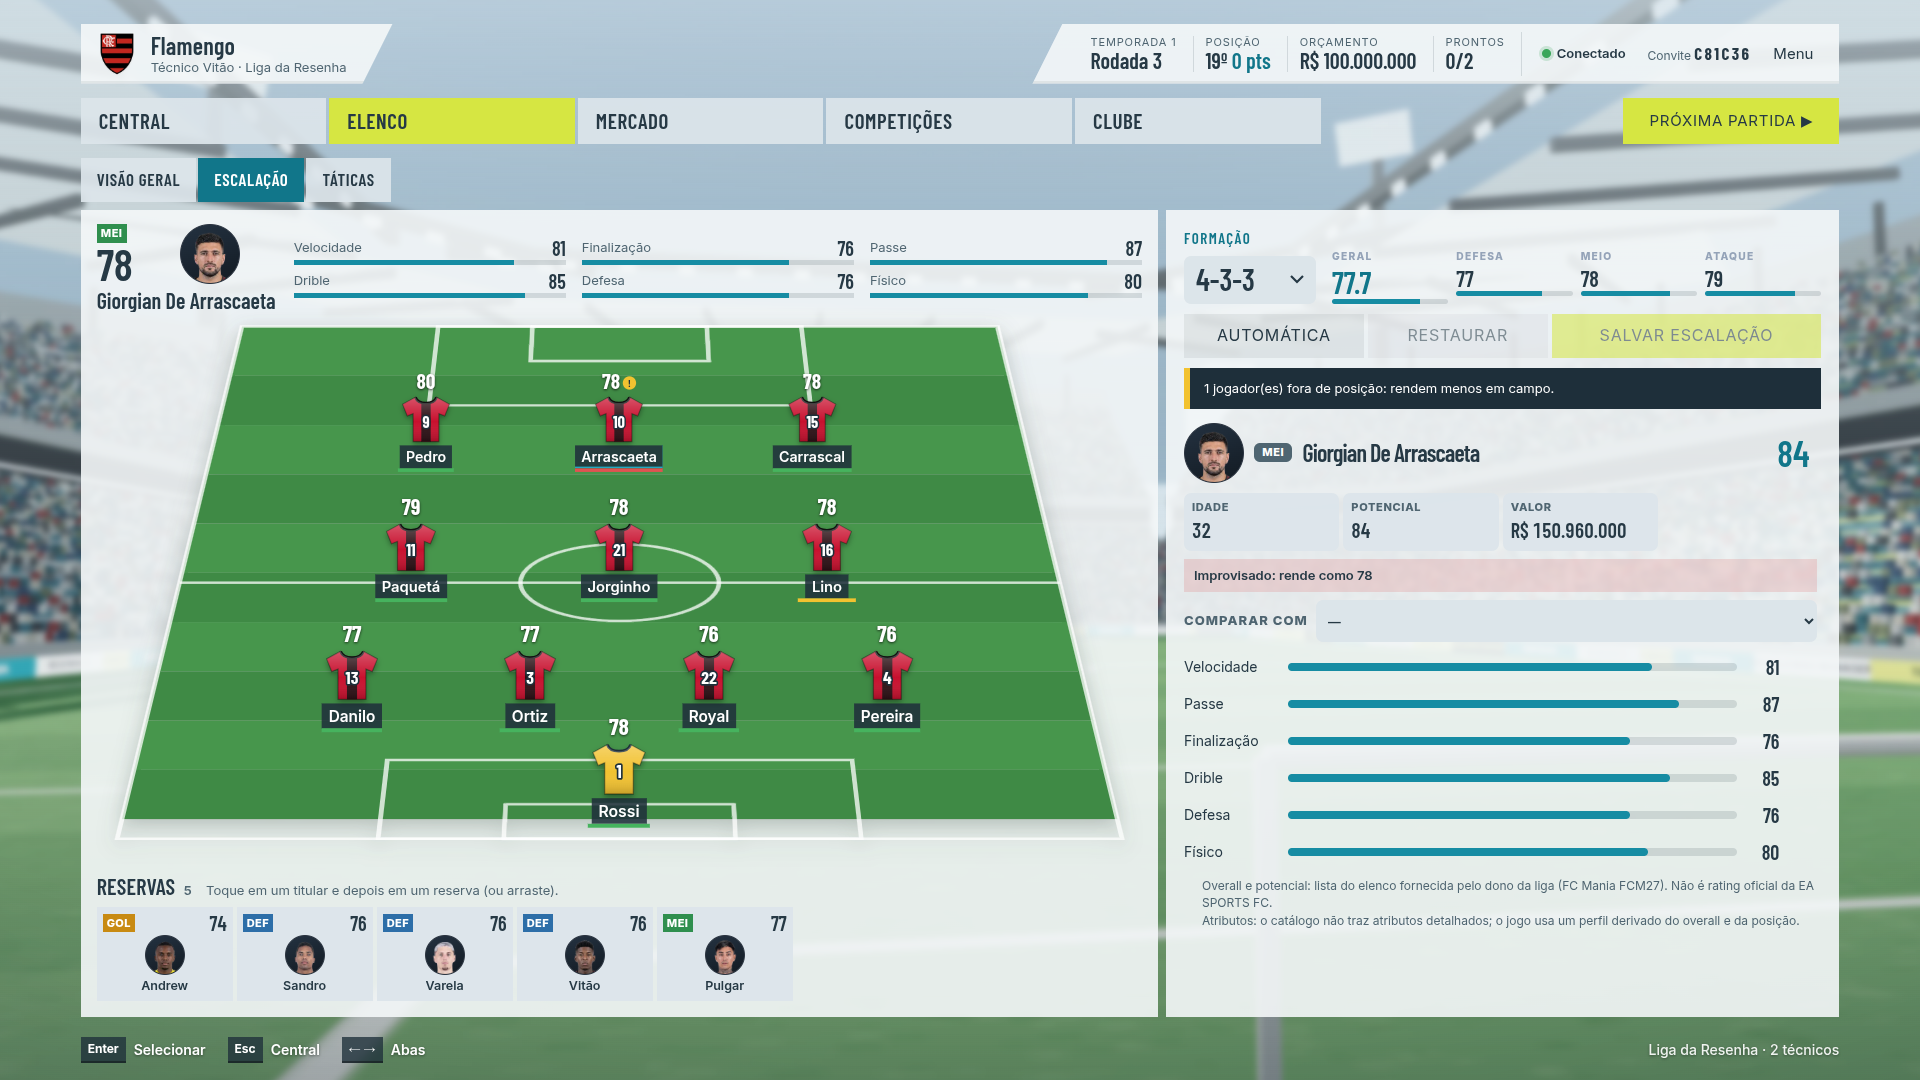 Flamengo
Técnico Vitão · Liga da Resenha
TEMPORADA 1
Rodada 3
POSIÇÃO
19º 0 pts
ORÇAMENTO
R$ 100.000.000
PRONTOS
0/2
Conectado
Convite C81C36
Menu
CENTRAL
ELENCO
MERCADO
COMPETIÇÕES
CLUBE
PRÓXIMA PARTIDA ▶
VISÃO GERAL
ESCALAÇÃO
TÁTICAS
MEI
78
Giorgian De Arrascaeta
Velocidade 81
Finalização 76
Passe 87
Drible 85
Defesa 76
Físico 80
80
9
Pedro
78 !
10
Arrascaeta
78
15
Carrascal
79
11
Paquetá
78
21
Jorginho
78
16
Lino
77
13
Danilo
77
3
Ortiz
76
22
Royal
76
4
Pereira
78
1
Rossi
RESERVAS 5 Toque em um titular e depois em um reserva (ou arraste).
GOL 74
Andrew
DEF 76
Sandro
DEF 76
Varela
DEF 76
Vitão
MEI 77
Pulgar
FORMAÇÃO
4-3-3
GERAL
77.7
DEFESA
77
MEIO
78
ATAQUE
79
AUTOMÁTICA
RESTAURAR
SALVAR ESCALAÇÃO
1 jogador(es) fora de posição: rendem menos em campo.
MEI Giorgian De Arrascaeta 84
IDADE
32
POTENCIAL
84
VALOR
R$ 150.960.000
Improvisado: rende como 78
COMPARAR COM —
Velocidade 81
Passe 87
Finalização 76
Drible 85
Defesa 76
Físico 80
Overall e potencial: lista do elenco fornecida pelo dono da liga (FC Mania FCM27). Não é rating oficial da EA
SPORTS FC.
Atributos: o catálogo não traz atributos detalhados; o jogo usa um perfil derivado do overall e da posição.
Enter Selecionar
Esc Central
←→ Abas
Liga da Resenha · 2 técnicos